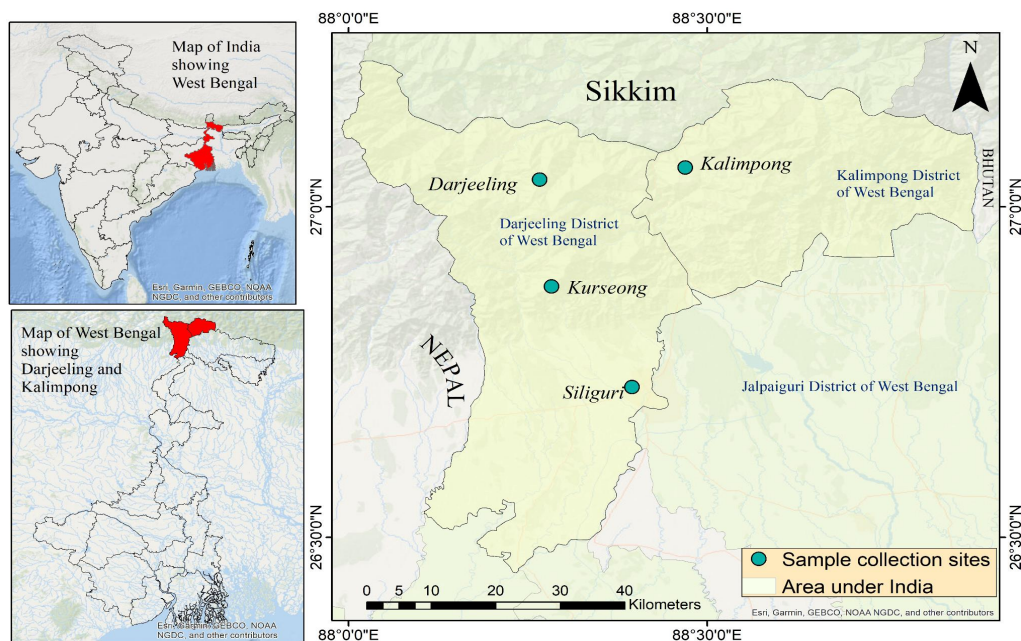 Map of India
showing
West Bengal
Esri, Garmin, GEBCO, NOAA
NGDC, and other contributors
Map of West Bengal
showing
Darjeeling and
Kalimpong
Esri, Garmin, GEBCO, NOAA
NGDC, and other contributors
88°0'0"E
88°30'0"E
N
Sikkim
Kalimpong
Darjeeling
Kalimpong District
of West Bengal
BHUTAN
27°0'0"N
27°0'0"N
Darjeeling District
of West Bengal
Kurseong
NEPAL
Siliguri
Jalpaiguri District of West Bengal
26°30'0"N
26°30'0"N
Sample collection sites
Area under India
0 5 10 20 30 40
Kilometers
Esri, Garmin, GEBCO, NOAA NGDC, and other contributors
88°0'0"E
88°30'0"E